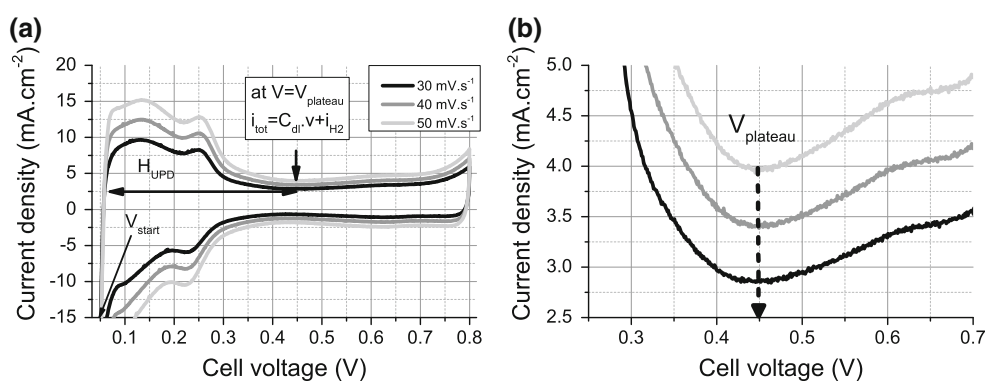 (a)
Current density (mA.cm⁻²)
20
15
10
5
0
-5
-10
-15
at V=V_plateau
i_tot=C_dl.v+i_H2
30 mV.s⁻¹
40 mV.s⁻¹
50 mV.s⁻¹
H_UPD
V_start
0.1 0.2 0.3 0.4 0.5 0.6 0.7 0.8
Cell voltage (V)
(b)
Current density (mA.cm⁻²)
5.0
4.5
4.0
3.5
3.0
2.5
V_plateau
0.3 0.4 0.5 0.6 0.7
Cell voltage (V)